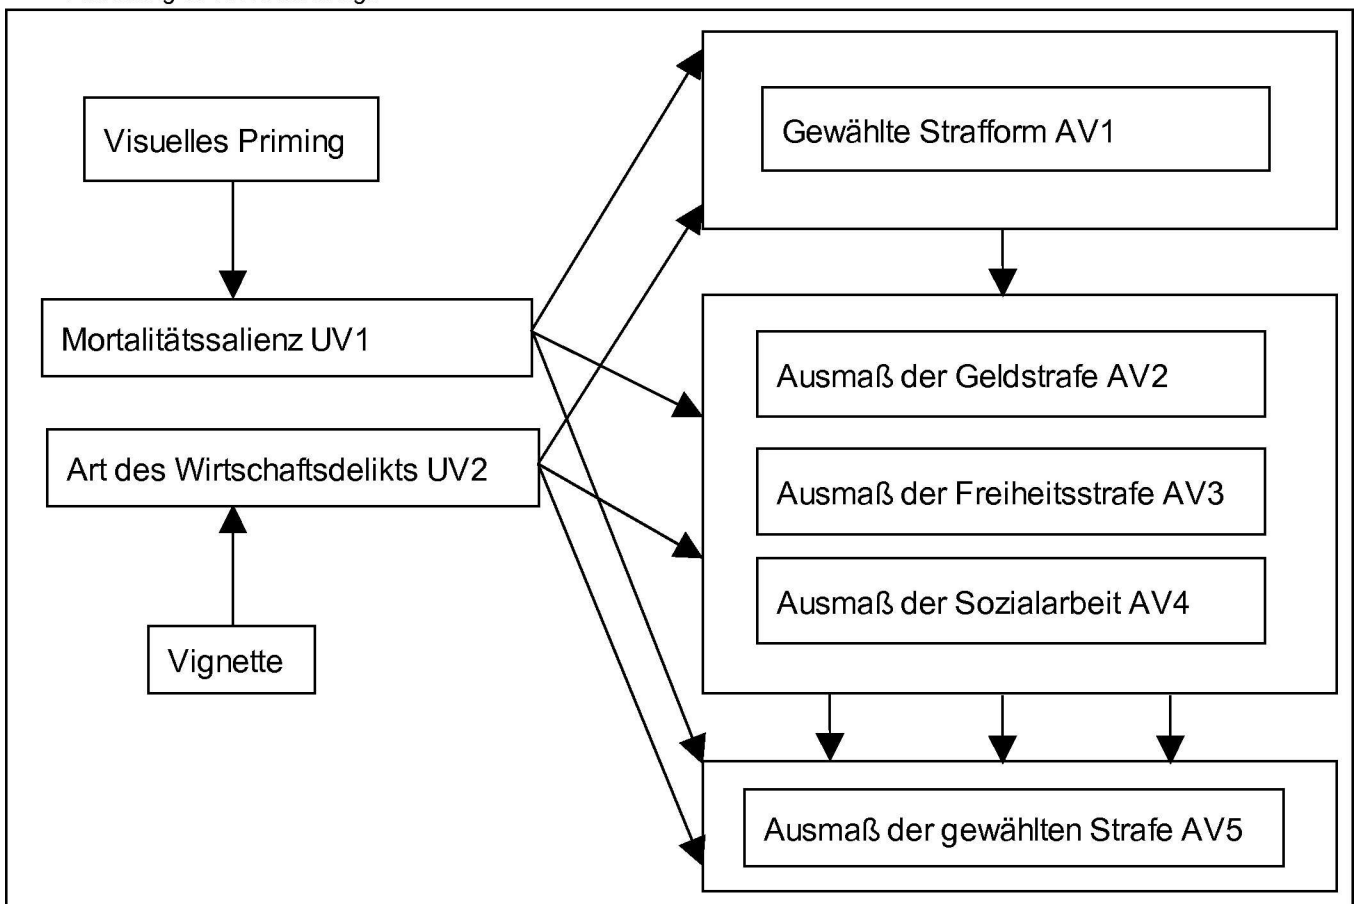 Visuelles Priming
Gewählte Strafform AV1
Mortalitätssalienz UV1
Ausmaß der Geldstrafe AV2
Art des Wirtschaftsdelikts UV2
Ausmaß der Freiheitsstrafe AV3
Ausmaß der Sozialarbeit AV4
Vignette
Ausmaß der gewählten Strafe AV5